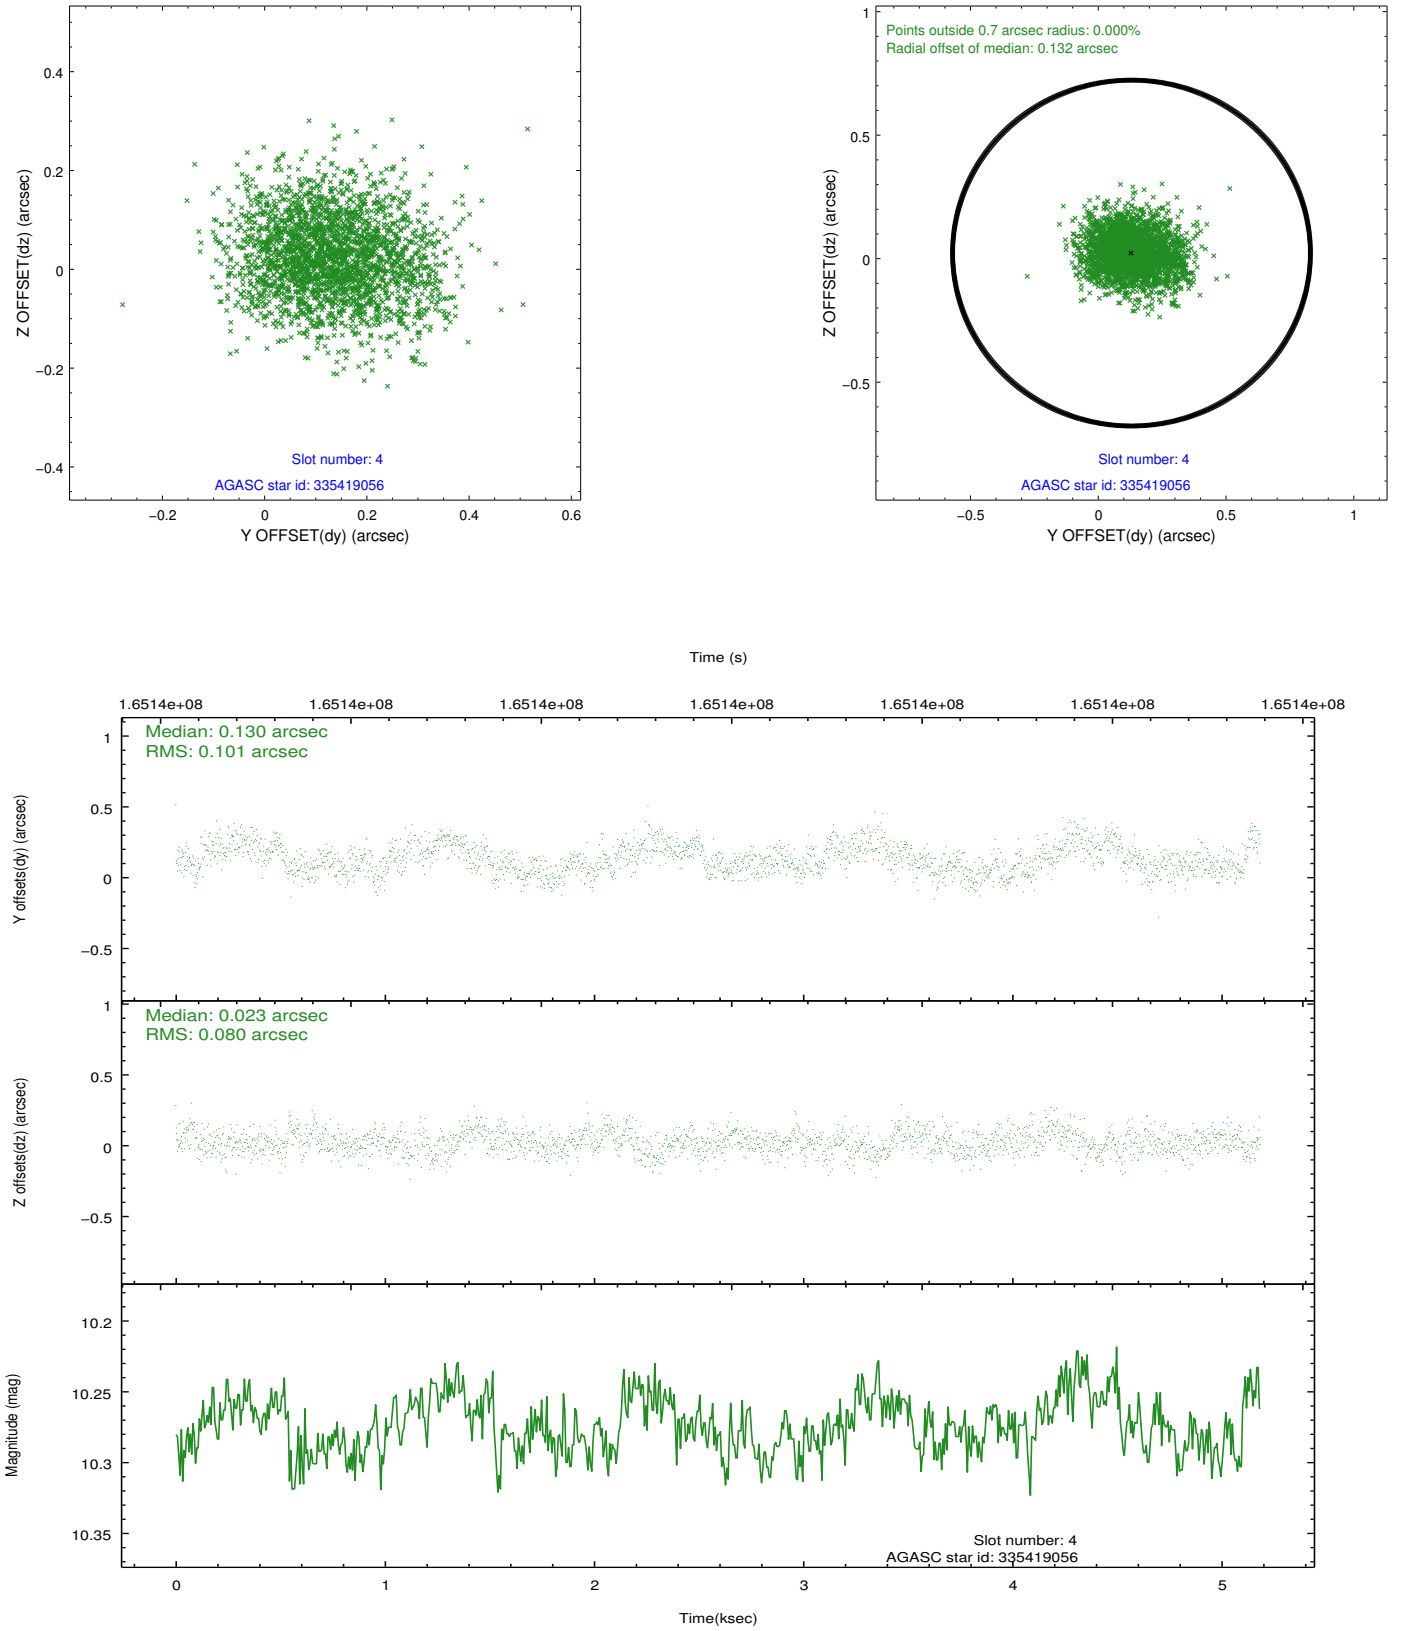 0.4
0.2
0
−0.2
−0.4
Z OFFSET(dz) (arcsec)
Slot number: 4
AGASC star id: 335419056
−0.2 0 0.2 0.4 0.6
Y OFFSET(dy) (arcsec)
Points outside 0.7 arcsec radius: 0.000%
Radial offset of median: 0.132 arcsec
1
0.5
0
−0.5
Z OFFSET(dz) (arcsec)
Slot number: 4
AGASC star id: 335419056
−0.5 0 0.5 1
Y OFFSET(dy) (arcsec)
Time (s)
1.6514e+08 1.6514e+08 1.6514e+08 1.6514e+08 1.6514e+08 1.6514e+08 1.6514e+08
Median: 0.130 arcsec
RMS: 0.101 arcsec
1
0.5
0
−0.5
Y offsets(dy) (arcsec)
Median: 0.023 arcsec
RMS: 0.080 arcsec
1
0.5
0
−0.5
Z offsets(dz) (arcsec)
10.2
10.25
10.3
10.35
Magnitude (mag)
Slot number: 4
AGASC star id: 335419056
0 1 2 3 4 5
Time(ksec)